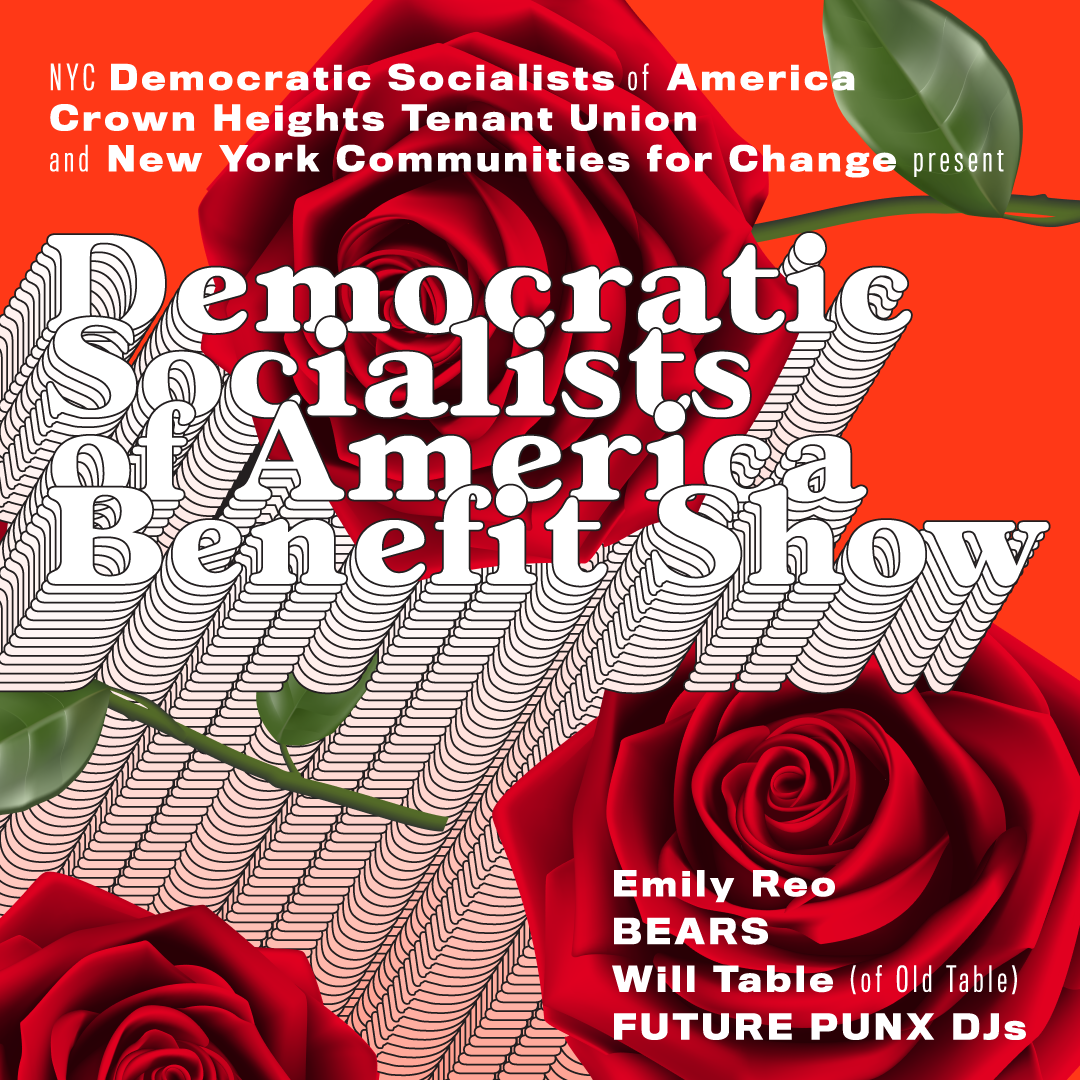 NYC Democratic Socialists of America
Crown Heights Tenant Union
and New York Communities for Change present
Democratic
Socialists
of America
Benefit Show
Emily Reo
BEARS
Will Table (of Old Table)
FUTURE PUNX DJs